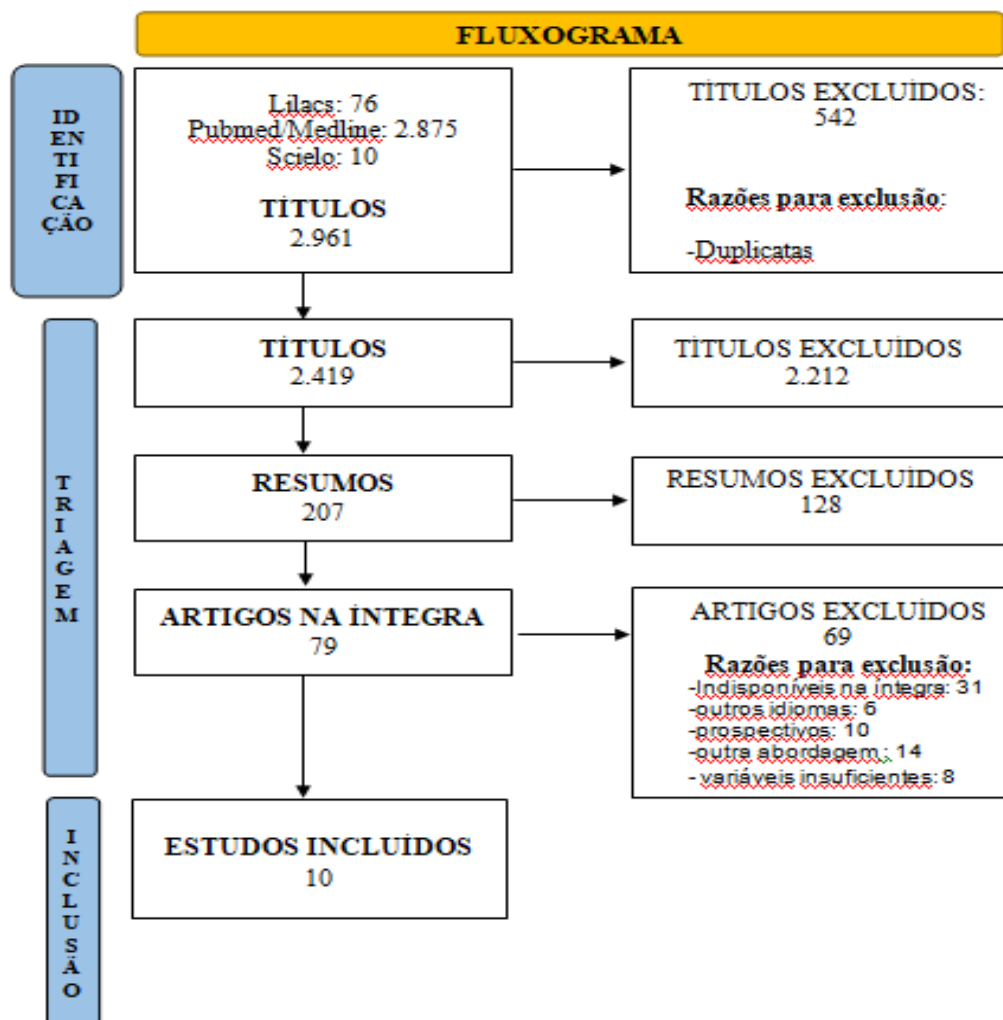 FLUXOGRAMA
ID
EN
TI
FI
CA
ÇÃO
Lilacs: 76
Pubmed/Medline: 2.875
Scielo: 10
TÍTULOS
2.961
TÍTULOS EXCLUÍDOS:
542
Razões para exclusão:
-Duplicatas
T
R
I
A
G
E
M
TÍTULOS
2.419
TÍTULOS EXCLUÍDOS
2.212
RESUMOS
207
RESUMOS EXCLUÍDOS
128
ARTIGOS NA ÍNTEGRA
79
ARTIGOS EXCLUÍDOS
69
Razões para exclusão:
-Indisponíveis na íntegra: 31
-outros idiomas: 6
-prospectivos: 10
-outra abordagem : 14
- variáveis insuficientes: 8
I
N
C
L
U
S
Ã
O
ESTUDOS INCLUÍDOS
10